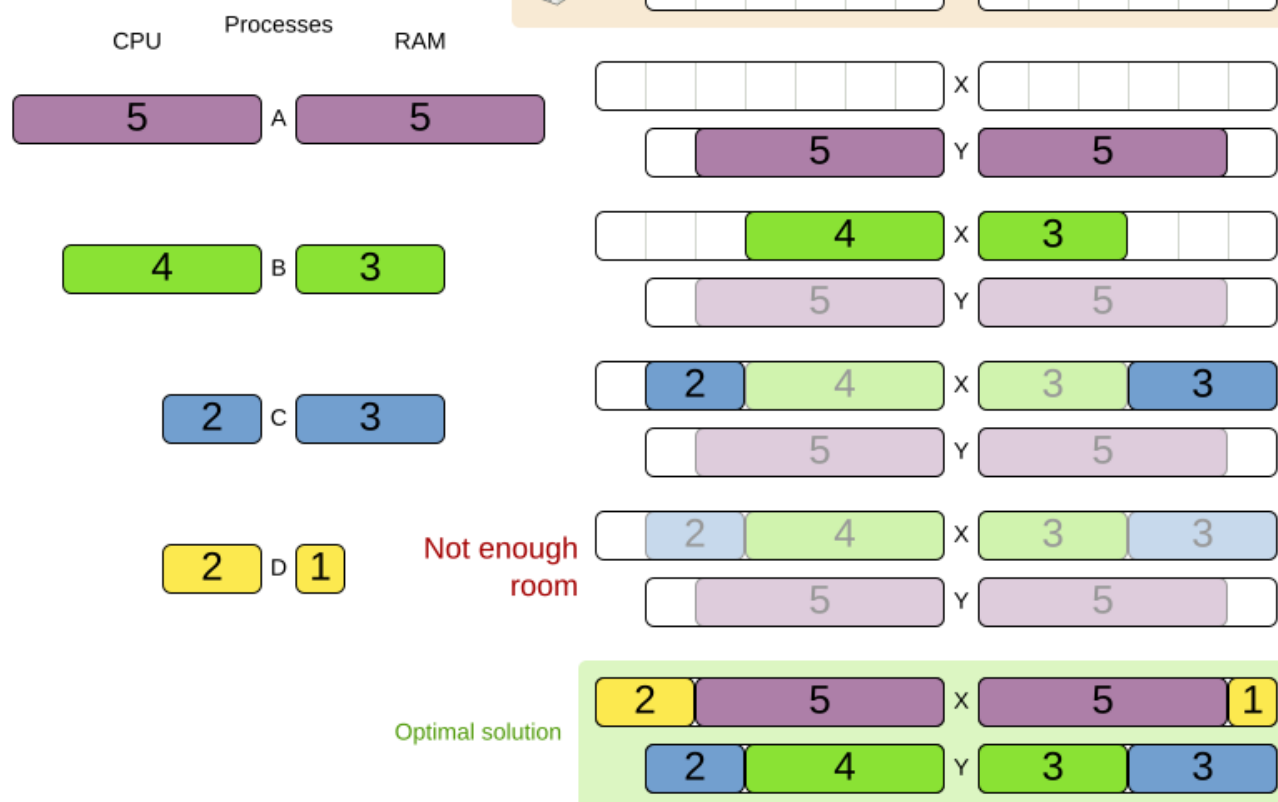 Processes
CPU RAM
5 A 5
X
5 Y 5
4 B 3
4 X 3
5 Y 5
2 C 3
2 4 X 3 3
5 Y 5
2 D 1
Not enough
room
2 4 X 3 3
5 Y 5
Optimal solution
2 5 X 5 1
2 4 Y 3 3